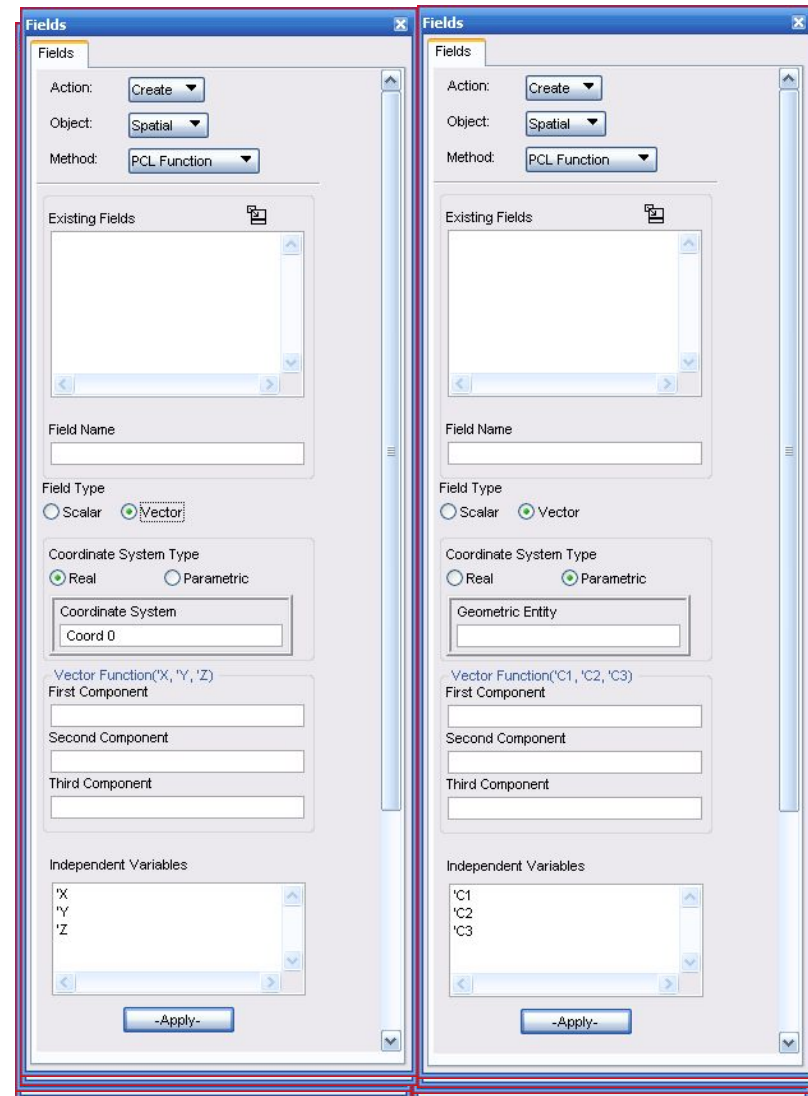 Fields
Fields
Action: Create
Object: Spatial
Method: PCL Function
Existing Fields
Field Name
Field Type
Scalar Vector
Coordinate System Type
Real Parametric
Coordinate System
Coord 0
Vector Function('X, 'Y, 'Z)
First Component
Second Component
Third Component
Independent Variables
'X
'Y
'Z
-Apply-
Fields
Fields
Action: Create
Object: Spatial
Method: PCL Function
Existing Fields
Field Name
Field Type
Scalar Vector
Coordinate System Type
Real Parametric
Geometric Entity
Vector Function('C1, 'C2, 'C3)
First Component
Second Component
Third Component
Independent Variables
'C1
'C2
'C3
-Apply-